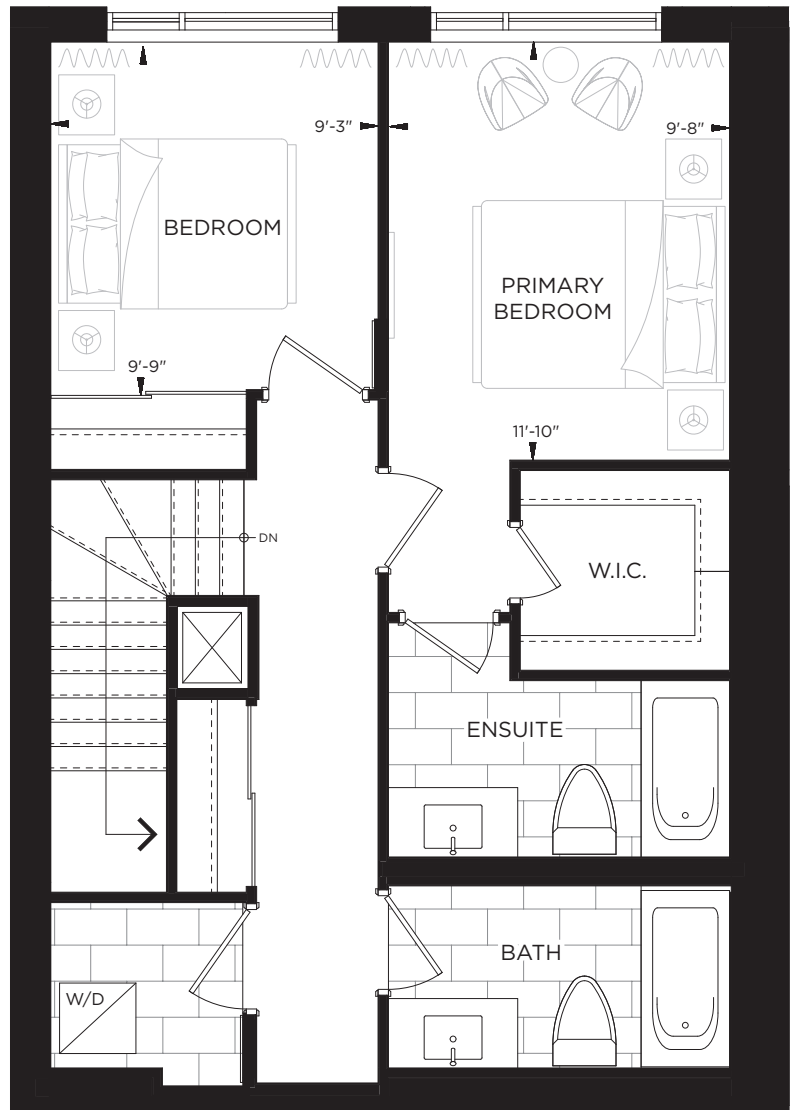 9'-3"
9'-8"
BEDROOM
PRIMARY
BEDROOM
9'-9"
11'-10"
DN
W.I.C.
ENSUITE
BATH
W/D